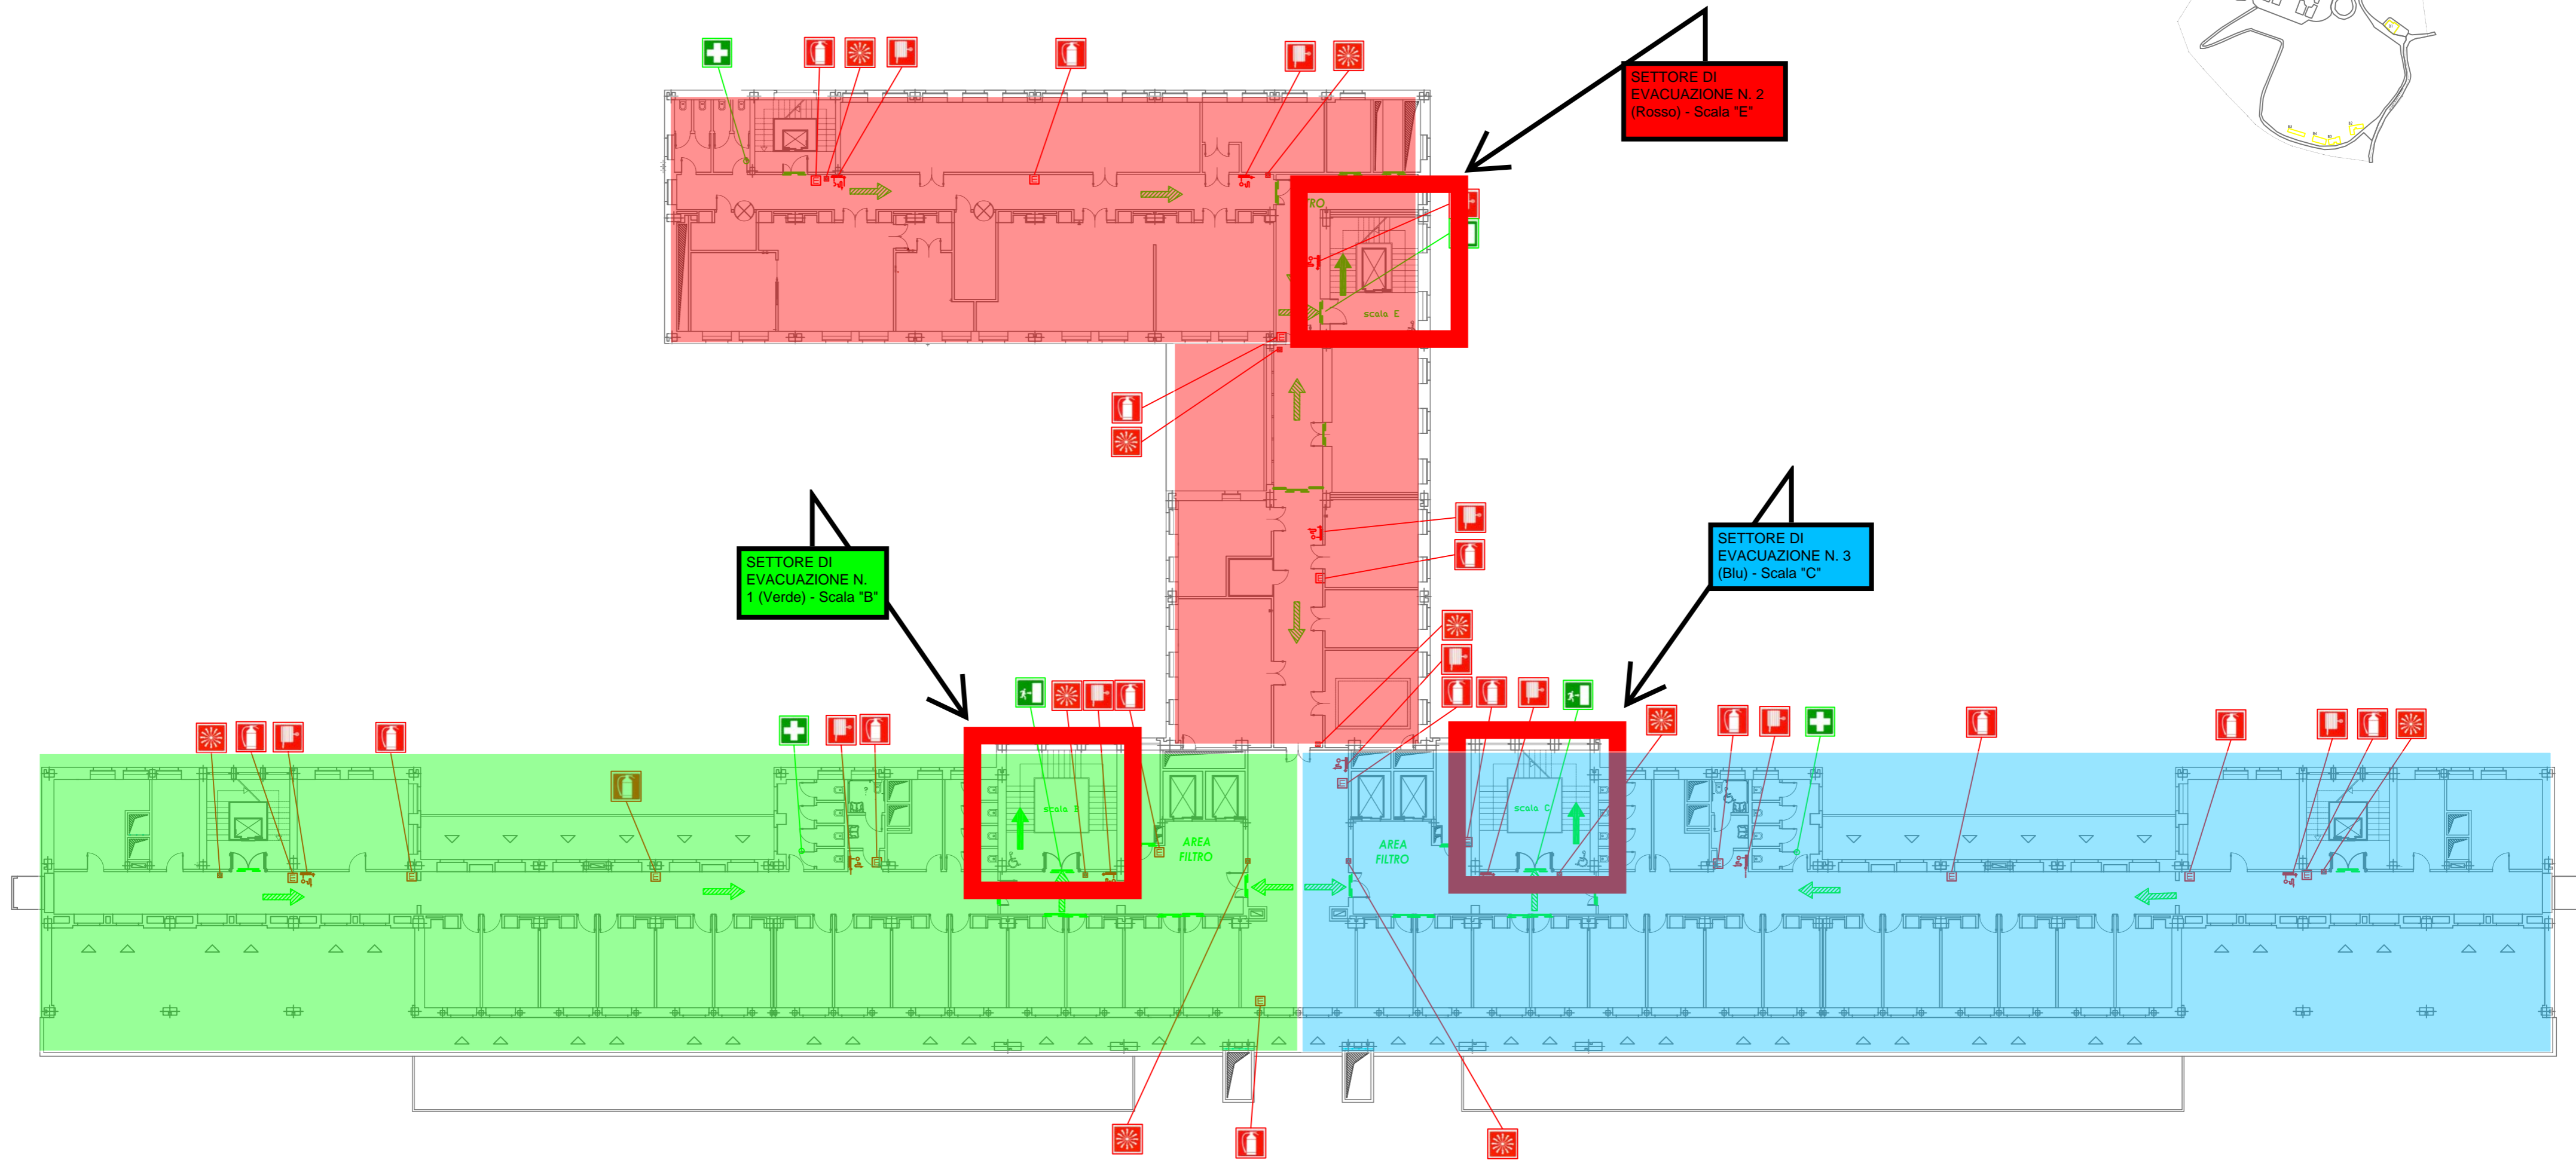 SETTORE DI
EVACUAZIONE N. 2
(Rosso) - Scala "E"
TRO
scala E
SETTORE DI
EVACUAZIONE N.
1 (Verde) - Scala "B"
SETTORE DI
EVACUAZIONE N. 3
(Blu) - Scala "C"
scala B
scala C
AREA
FILTRO
AREA
FILTRO